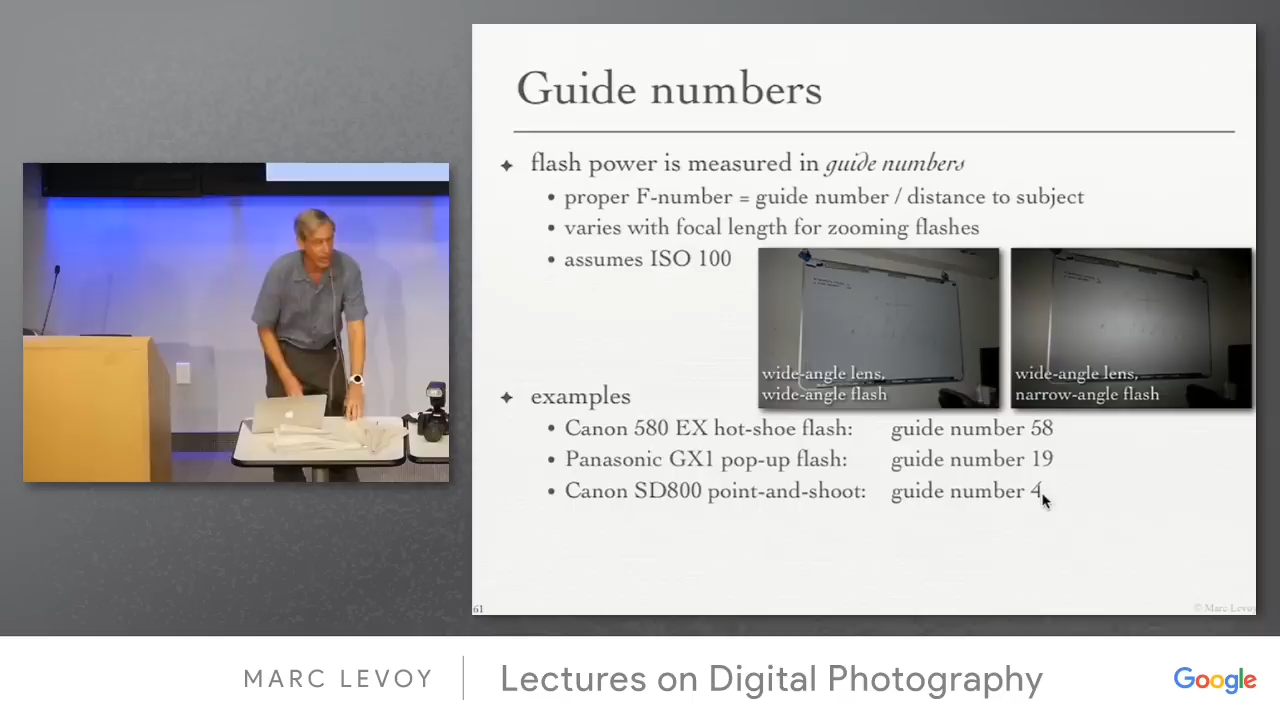 Guide numbers
✦ flash power is measured in guide numbers
• proper F-number = guide number / distance to subject
• varies with focal length for zooming flashes
• assumes ISO 100
wide-angle lens,
wide-angle flash
wide-angle lens,
narrow-angle flash
✦ examples
• Canon 580 EX hot-shoe flash: guide number 58
• Panasonic GX1 pop-up flash: guide number 19
• Canon SD800 point-and-shoot: guide number 4
61
© Marc Levoy
MARC LEVOY
Lectures on Digital Photography
Google